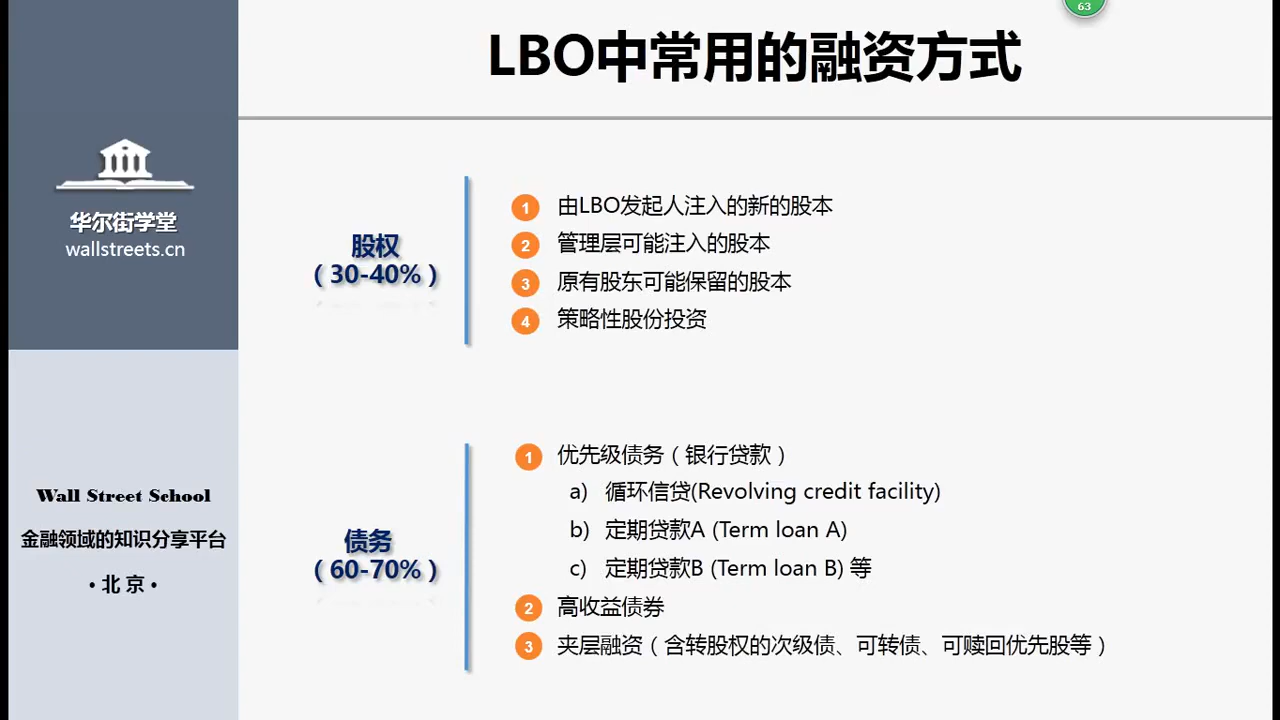 63
LBO中常用的融资方式
华尔街学堂
wallstreets.cn
股权
（30-40%）
1 由LBO发起人注入的新的股本
2 管理层可能注入的股本
3 原有股东可能保留的股本
4 策略性股份投资
Wall Street School
金融领域的知识分享平台
·北京·
债务
（60-70%）
1 优先级债务（银行贷款）
a) 循环信贷(Revolving credit facility)
b) 定期贷款A (Term loan A)
c) 定期贷款B (Term loan B) 等
2 高收益债券
3 夹层融资（含转股权的次级债、可转债、可赎回优先股等）